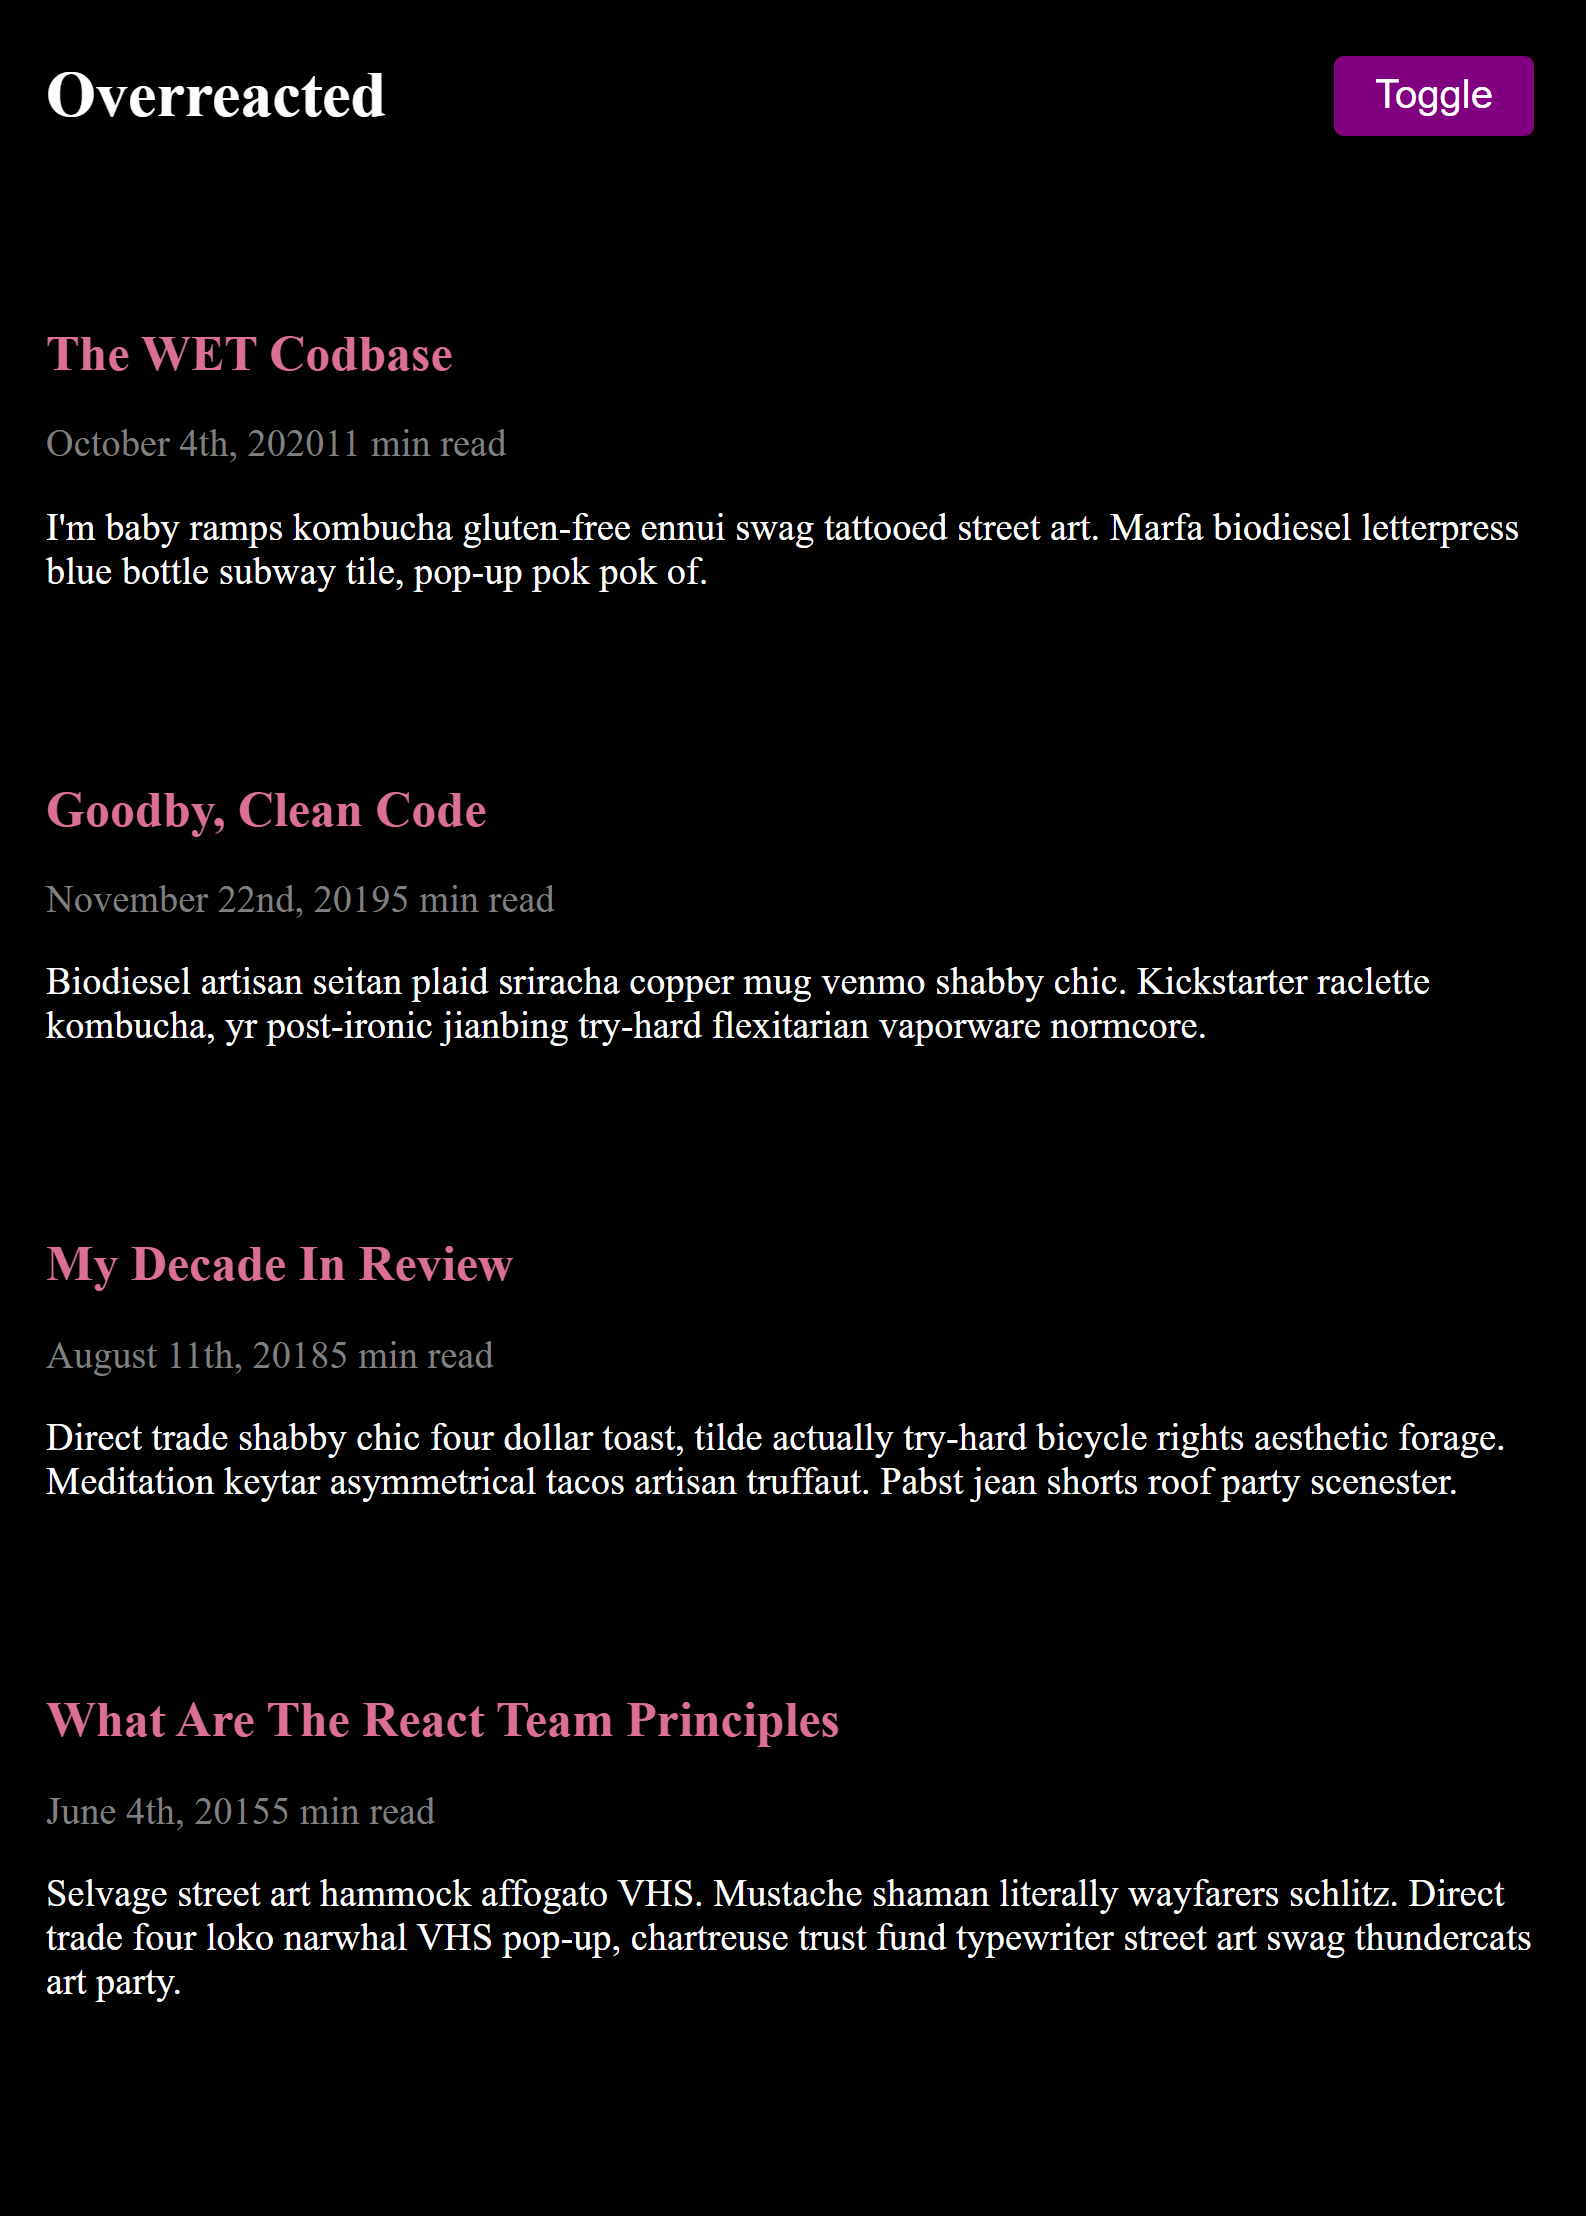 Overreacted
Toggle
The WET Codbase
October 4th, 202011 min read
I'm baby ramps kombucha gluten-free ennui swag tattooed street art. Marfa biodiesel letterpress
blue bottle subway tile, pop-up pok pok of.
Goodby, Clean Code
November 22nd, 20195 min read
Biodiesel artisan seitan plaid sriracha copper mug venmo shabby chic. Kickstarter raclette
kombucha, yr post-ironic jianbing try-hard flexitarian vaporware normcore.
My Decade In Review
August 11th, 20185 min read
Direct trade shabby chic four dollar toast, tilde actually try-hard bicycle rights aesthetic forage.
Meditation keytar asymmetrical tacos artisan truffaut. Pabst jean shorts roof party scenester.
What Are The React Team Principles
June 4th, 20155 min read
Selvage street art hammock affogato VHS. Mustache shaman literally wayfarers schlitz. Direct
trade four loko narwhal VHS pop-up, chartreuse trust fund typewriter street art swag thundercats
art party.